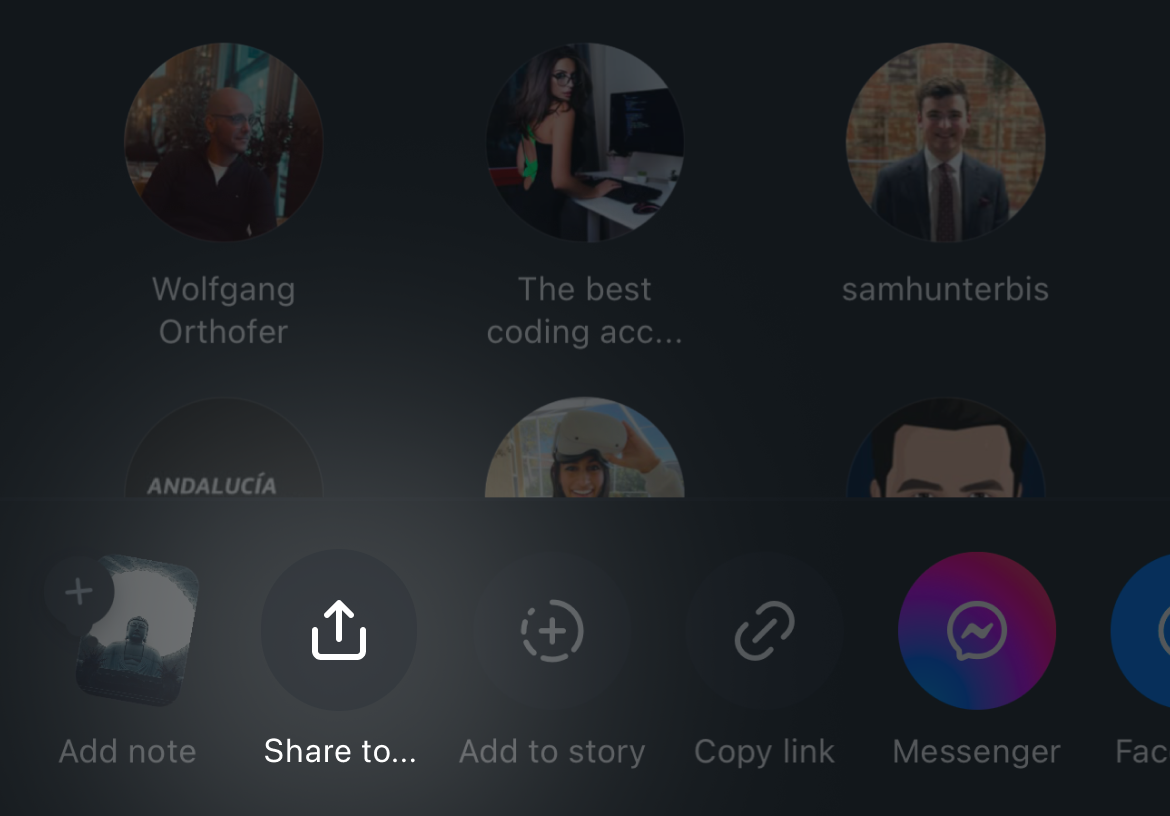 Wolfgang
Orthofer
The best
coding acc...
samhunterbis
ANDALUCÍA
Add note
Share to...
Add to story
Copy link
Messenger
Fac